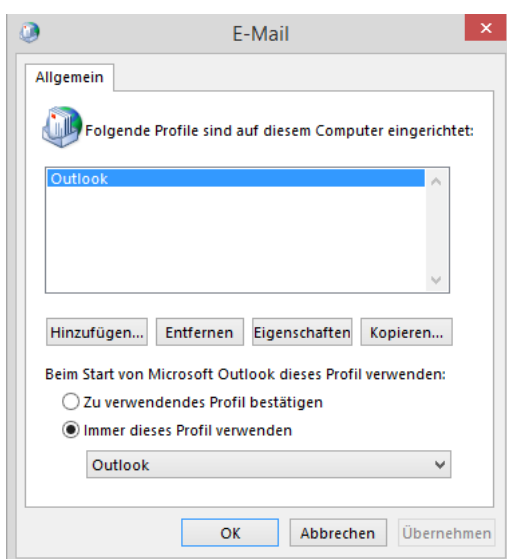 E-Mail
Allgemein
Folgende Profile sind auf diesem Computer eingerichtet:
Outlook
Hinzufügen... Entfernen Eigenschaften Kopieren...
Beim Start von Microsoft Outlook dieses Profil verwenden:
Zu verwendendes Profil bestätigen
Immer dieses Profil verwenden
Outlook
OK Abbrechen Übernehmen